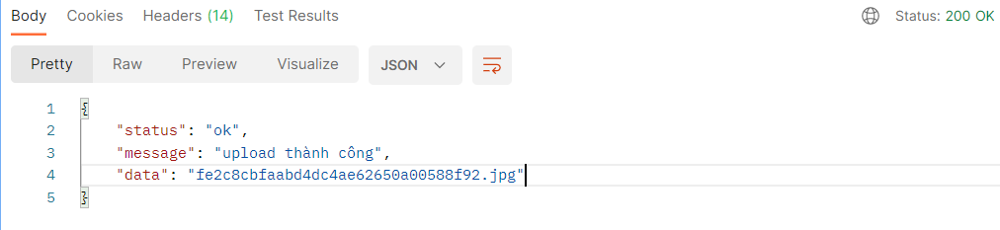 Body Cookies Headers (14) Test Results Status: 200 OK
Pretty Raw Preview Visualize JSON
1 {
2 "status": "ok",
3 "message": "upload thành công",
4 "data": "fe2c8cbfaabd4dc4ae62650a00588f92.jpg"
5 }